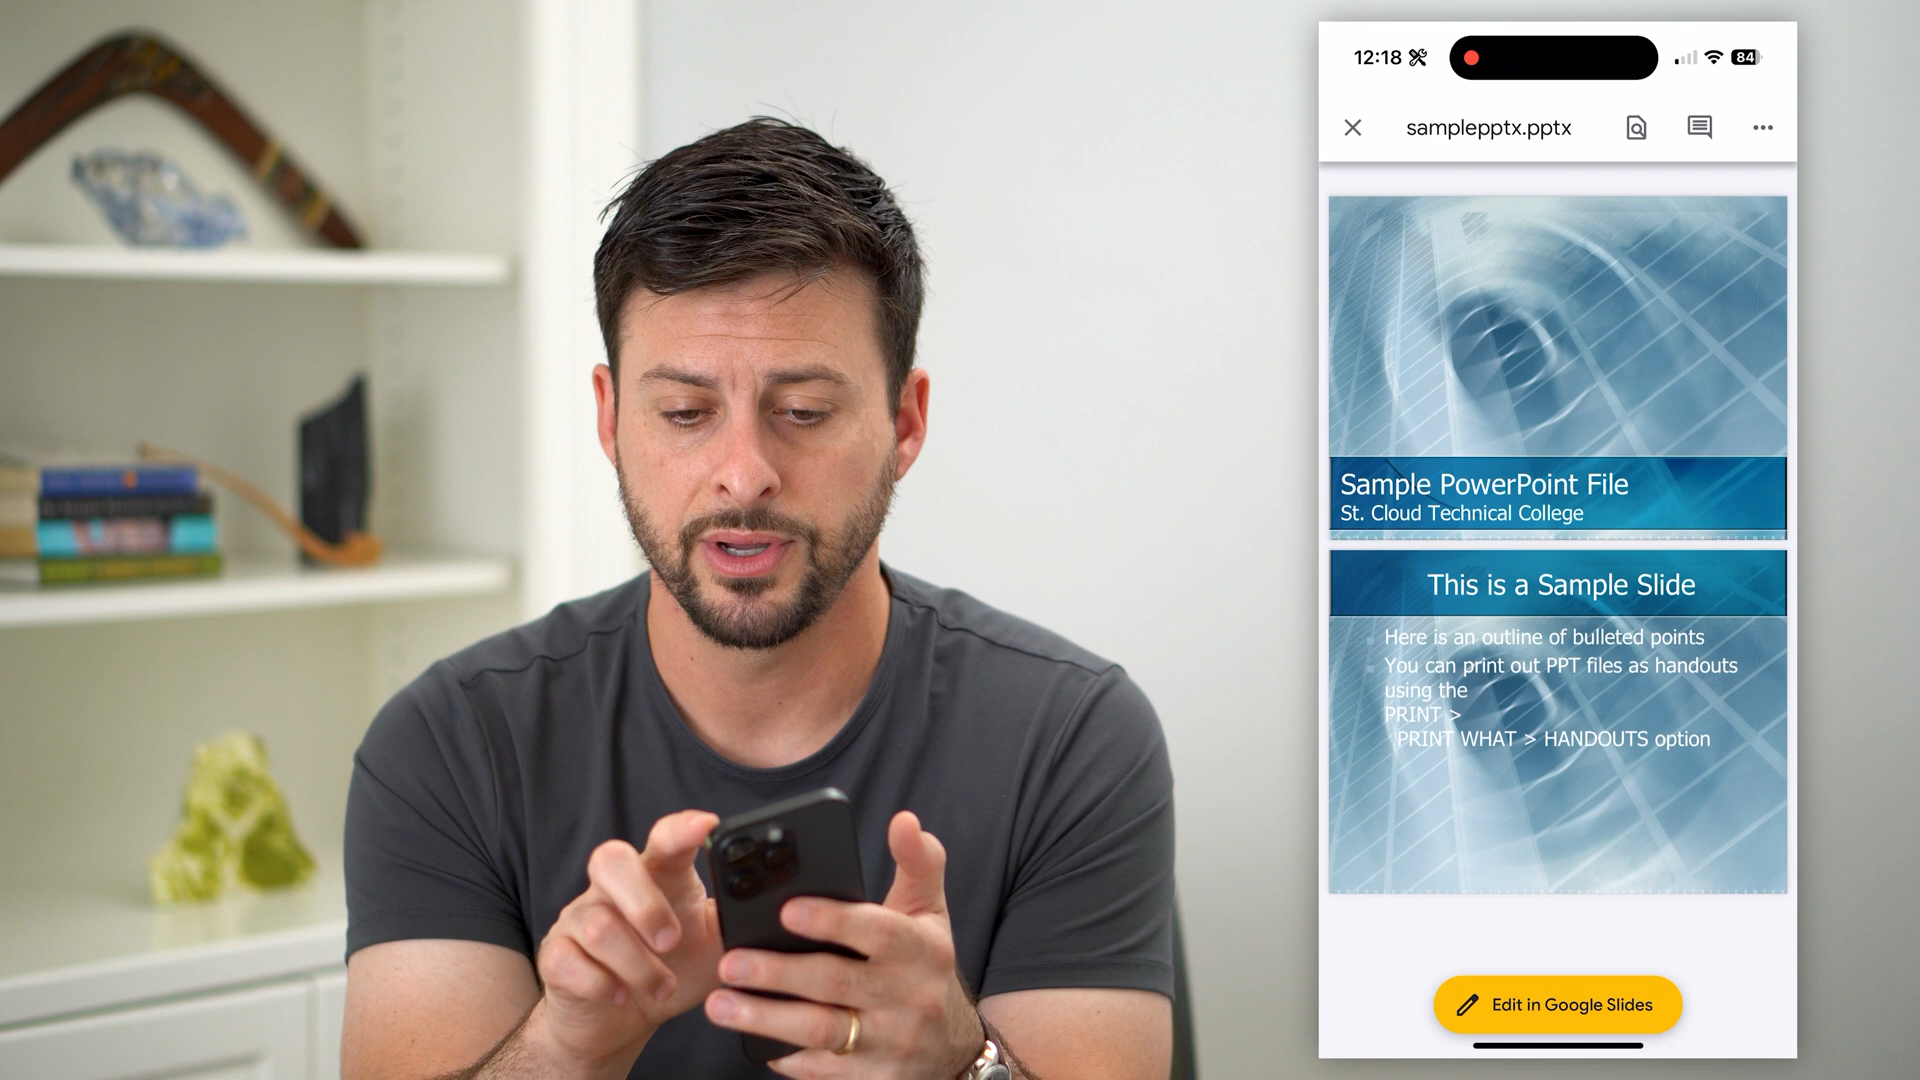 12:18
84
samplepptx.pptx
Sample PowerPoint File
St. Cloud Technical College
This is a Sample Slide
Here is an outline of bulleted points
You can print out PPT files as handouts
using the
PRINT >
PRINT WHAT > HANDOUTS option
Edit in Google Slides